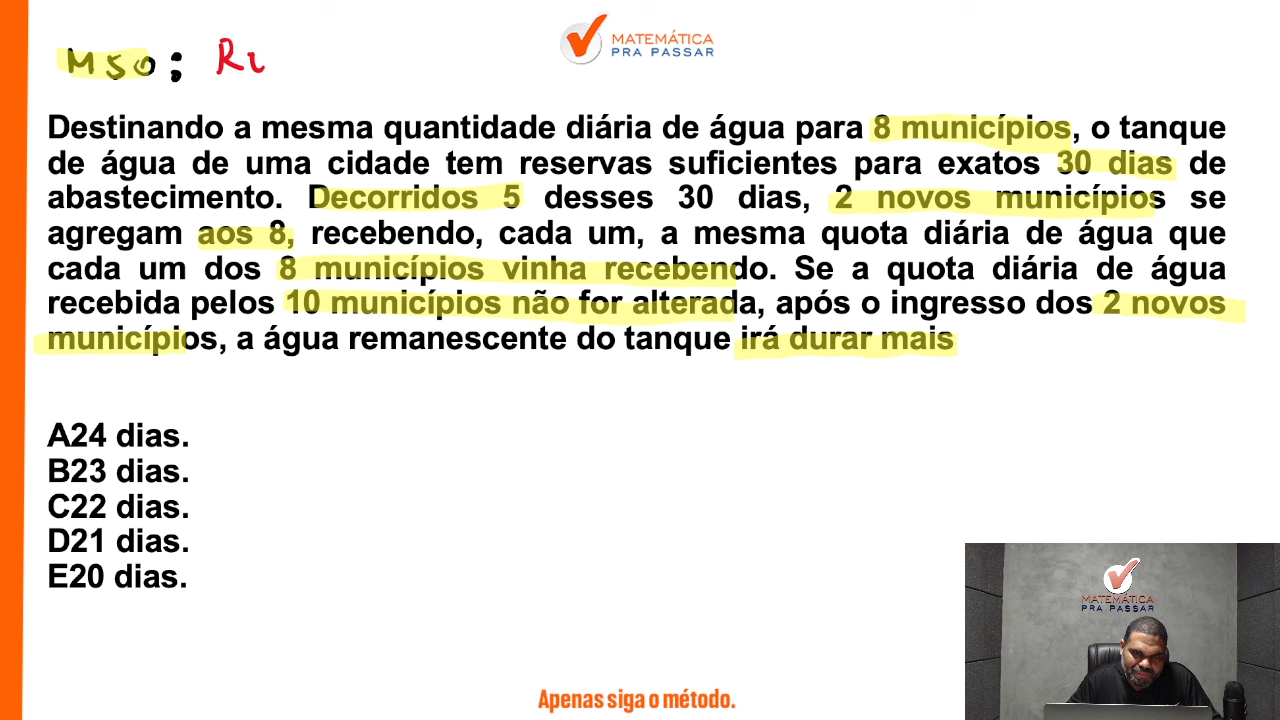 M50: RL
MATEMÁTICA
PRA PASSAR
Destinando a mesma quantidade diária de água para 8 municípios, o tanque
de água de uma cidade tem reservas suficientes para exatos 30 dias de
abastecimento. Decorridos 5 desses 30 dias, 2 novos municípios se
agregam aos 8, recebendo, cada um, a mesma quota diária de água que
cada um dos 8 municípios vinha recebendo. Se a quota diária de água
recebida pelos 10 municípios não for alterada, após o ingresso dos 2 novos
municípios, a água remanescente do tanque irá durar mais
A24 dias.
B23 dias.
C22 dias.
D21 dias.
E20 dias.
MATEMÁTICA
PRA PASSAR
Apenas siga o método.